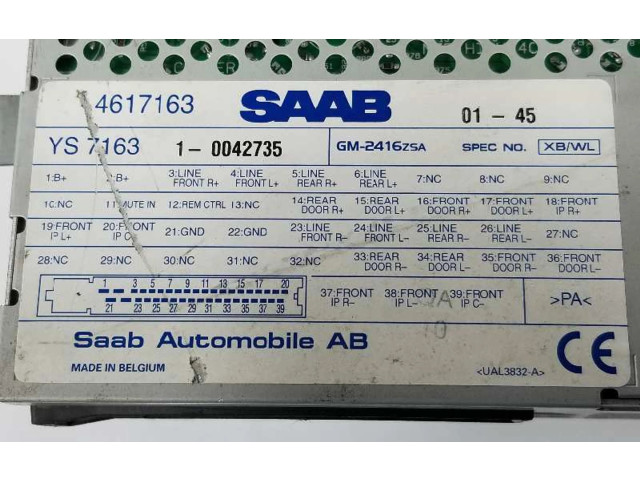 4617163 SAAB 01 - 45
YS 7163 1 - 0042735 GM-2416ZSA SPEC NO. XB/WL
1:B+ :B+ 3:LINE FRONT R+ 4:LINE FRONT L+ 5:LINE REAR R+ 6:LINE REAR L+ 7:NC 8:NC 9:NC
10:NC 11:MUTE IN 12:REM CTRL 13:NC 14:REAR DOOR R+ 15:REAR DOOR L+ 16:FRONT DOOR R+ 17:FRONT DOOR L+ 18:FRONT IP R+
19:FRONT IP L+ 20:FRONT IP C+ 21:GND 22:GND 23:LINE FRONT R- 24:LINE FRONT L- 25:LINE REAR R- 26:LINE REAR L- 27:NC
28:NC 29:NC 30:NC 31:NC 32:NC 33:REAR DOOR R- 34:REAR DOOR L- 35:FRONT DOOR R- 36:FRONT DOOR L-
1 3 5 7 9 11 13 15 17 20
21 23 25 27 29 31 33 35 37 39
37:FRONT IP R- 38:FRONT IP L- 39:FRONT IP C- >PA<
Saab Automobile AB
MADE IN BELGIUM <UAL3832-A> CE